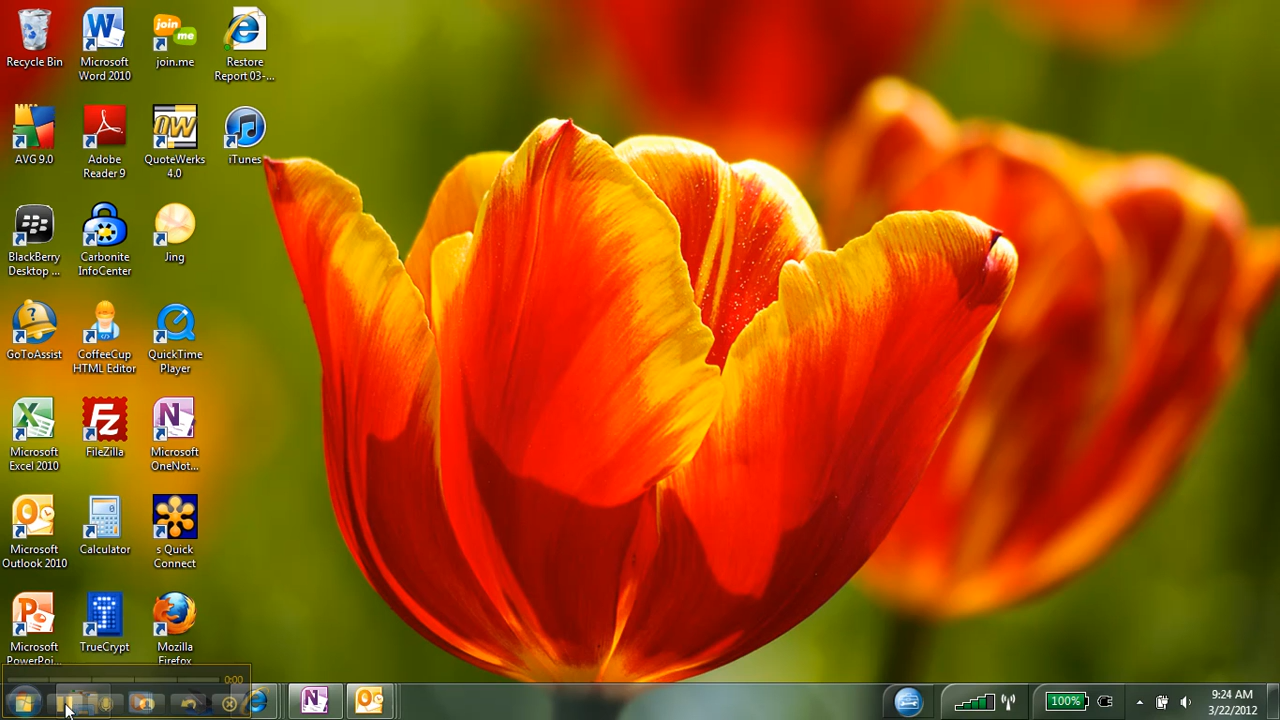 Recycle Bin
Microsoft Word 2010
join.me
Restore Report 03-...
AVG 9.0
Adobe Reader 9
QuoteWerks 4.0
iTunes
BlackBerry Desktop ...
Carbonite InfoCenter
Jing
GoToAssist
CoffeeCup HTML Editor
QuickTime Player
Microsoft Excel 2010
FileZilla
Microsoft OneNot...
Microsoft Outlook 2010
Calculator
s Quick Connect
Microsoft PowerPoi...
TrueCrypt
Mozilla Firefox
0:00
100%
9:24 AM
3/22/2012